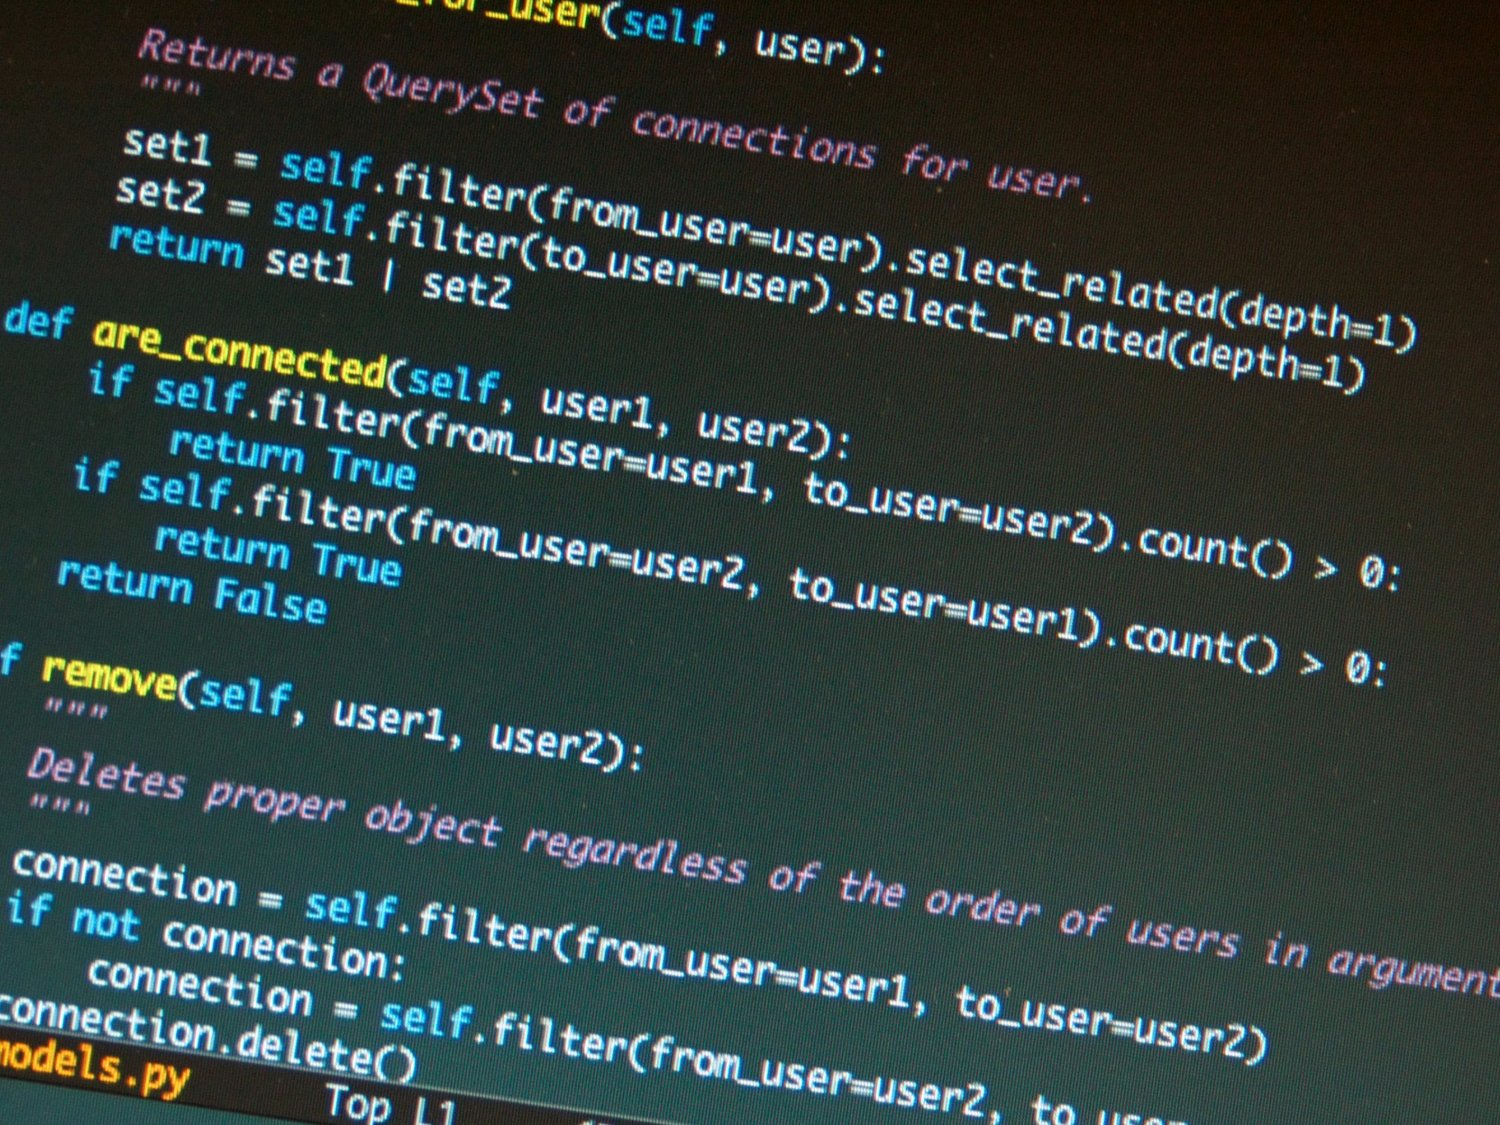 _for_user(self, user):
Returns a QuerySet of connections for user.
"""
set1 = self.filter(from_user=user).select_related(depth=1)
set2 = self.filter(to_user=user).select_related(depth=1)
return set1 | set2
def are_connected(self, user1, user2):
if self.filter(from_user=user1, to_user=user2).count() > 0:
return True
if self.filter(from_user=user2, to_user=user1).count() > 0:
return True
return False
f remove(self, user1, user2):
"""
Deletes proper object regardless of the order of users in argument
"""
connection = self.filter(from_user=user1, to_user=user2)
if not connection:
connection = self.filter(from_user=user2, to_user
connection.delete()
models.py Top L1